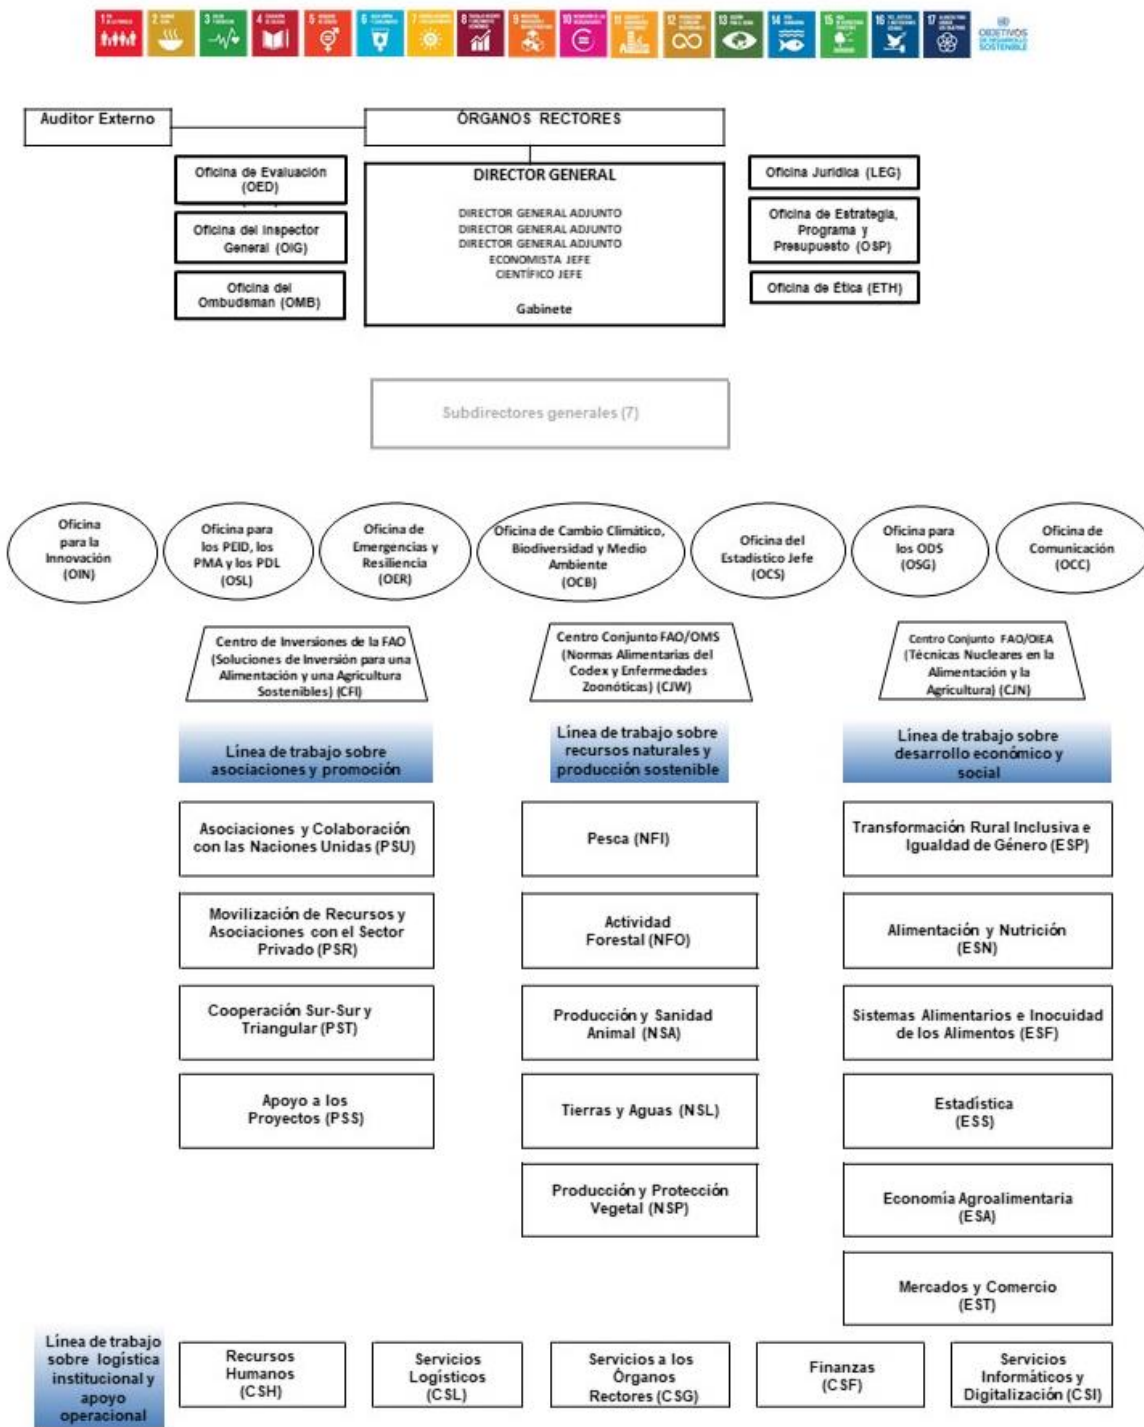 OBJETIVOS
DE DESARROLLO
SOSTENIBLE
Auditor Externo
ÓRGANOS RECTORES
Oficina de Evaluación
(OED)
Oficina del Inspector
General (OIG)
Oficina del
Ombudsman (OMB)
DIRECTOR GENERAL
DIRECTOR GENERAL ADJUNTO
DIRECTOR GENERAL ADJUNTO
DIRECTOR GENERAL ADJUNTO
ECONOMISTA JEFE
CIENTÍFICO JEFE
Gabinete
Oficina Jurídica (LEG)
Oficina de Estrategia,
Programa y
Presupuesto (OSP)
Oficina de Ética (ETH)
Subdirectores generales (7)
Oficina
para la
Innovación
(OIN)
Oficina para
los PEID, los
PMA y los PDL
(OSL)
Oficina de
Emergencias y
Resiliencia
(OER)
Oficina de Cambio Climático,
Biodiversidad y Medio
Ambiente
(OCB)
Oficina del
Estadístico Jefe
(OCS)
Oficina para
los ODS
(OSG)
Oficina de
Comunicación
(OCC)
Centro de Inversiones de la FAO
(Soluciones de Inversión para una
Alimentación y una Agricultura
Sostenibles) (CFI)
Centro Conjunto FAO/OMS
(Normas Alimentarias del
Codex y Enfermedades
Zoonóticas) (CJW)
Centro Conjunto FAO/OIEA
(Técnicas Nucleares en la
Alimentación y la
Agricultura) (CJN)
Línea de trabajo sobre
asociaciones y promoción
Línea de trabajo sobre
recursos naturales y
producción sostenible
Línea de trabajo sobre
desarrollo económico y
social
Asociaciones y Colaboración
con las Naciones Unidas (PSU)
Pesca (NFI)
Transformación Rural Inclusiva e
Igualdad de Género (ESP)
Movilización de Recursos y
Asociaciones con el Sector
Privado (PSR)
Actividad
Forestal (NFO)
Alimentación y Nutrición
(ESN)
Cooperación Sur-Sur y
Triangular (PST)
Producción y Sanidad
Animal (NSA)
Sistemas Alimentarios e Inocuidad
de los Alimentos (ESF)
Apoyo a los
Proyectos (PSS)
Tierras y Aguas (NSL)
Estadística
(ESS)
Producción y Protección
Vegetal (NSP)
Economía Agroalimentaria
(ESA)
Mercados y Comercio
(EST)
Línea de trabajo
sobre logística
institucional y
apoyo
operacional
Recursos
Humanos
(CSH)
Servicios
Logísticos
(CSL)
Servicios a los
Órganos
Rectores (CSG)
Finanzas
(CSF)
Servicios
Informáticos y
Digitalización (CSI)